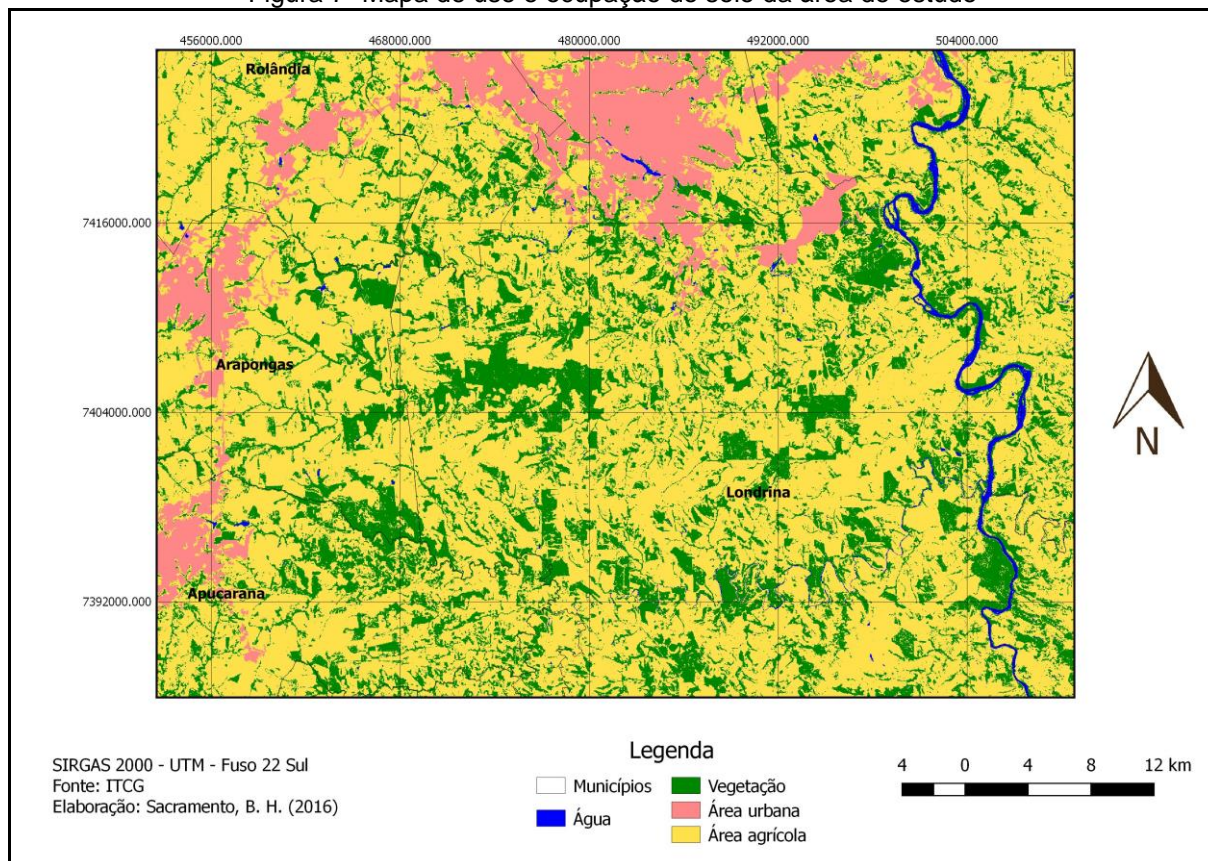 Figura 7- Mapa de uso e ocupação do solo da área de estudo
456000.000 468000.000 480000.000 492000.000 504000.000
Rolândia
7416000.000
Arapongas
7404000.000
N
Londrina
7392000.000
Apucarana
SIRGAS 2000 - UTM - Fuso 22 Sul
Fonte: ITCG
Elaboração: Sacramento, B. H. (2016)
Legenda
Municípios
Água
Vegetação
Área urbana
Área agrícola
4 0 4 8 12 km